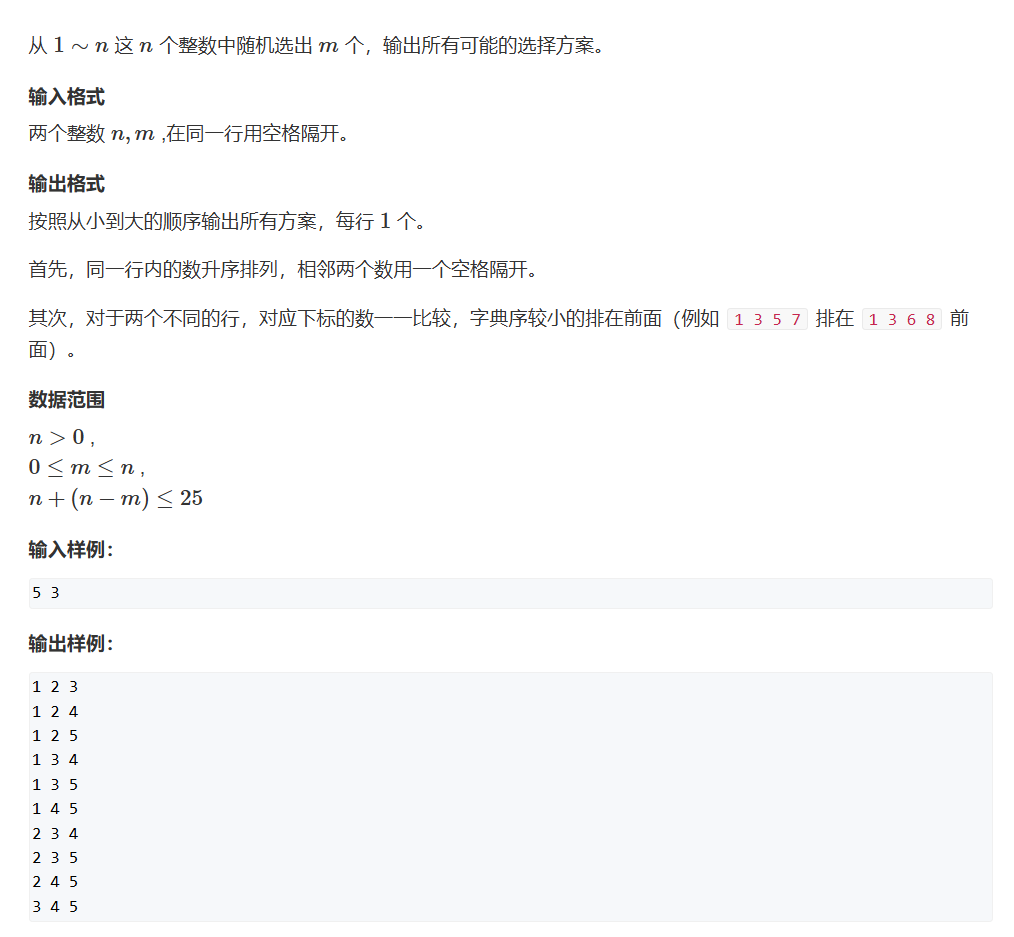 从 1 ∼ n 这 n 个整数中随机选出 m 个，输出所有可能的选择方案。
输入格式
两个整数 n, m ,在同一行用空格隔开。
输出格式
按照从小到大的顺序输出所有方案，每行 1 个。
首先，同一行内的数升序排列，相邻两个数用一个空格隔开。
其次，对于两个不同的行，对应下标的数一一比较，字典序较小的排在前面（例如 1 3 5 7 排在 1 3 6 8 前
面）。
数据范围
n > 0 ,
0 ≤ m ≤ n ,
n + (n − m) ≤ 25
输入样例：
5 3
输出样例：
1 2 3
1 2 4
1 2 5
1 3 4
1 3 5
1 4 5
2 3 4
2 3 5
2 4 5
3 4 5